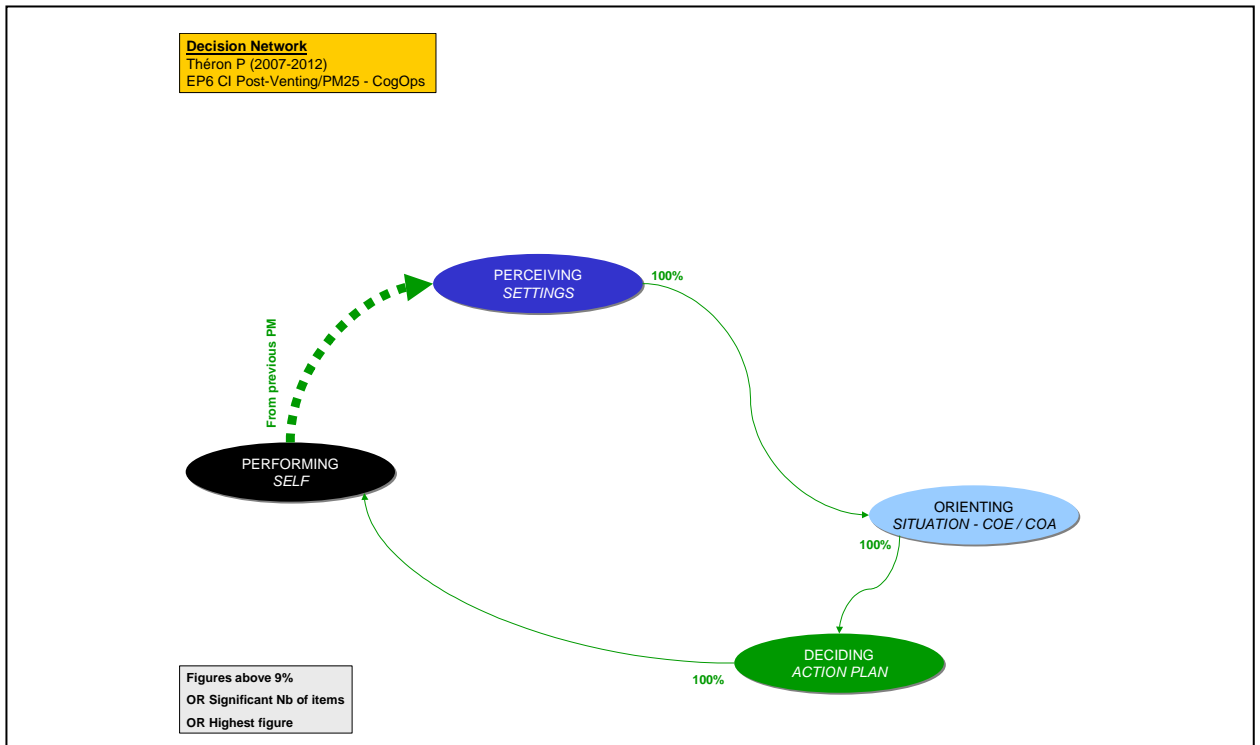 Decision Network
Théron P (2007-2012)
EP6 CI Post-Venting/PM25 - CogOps
PERCEIVING
SETTINGS
100%
From previous PM
PERFORMING
SELF
ORIENTING
SITUATION - COE / COA
100%
DECIDING
ACTION PLAN
100%
Figures above 9%
OR Significant Nb of items
OR Highest figure